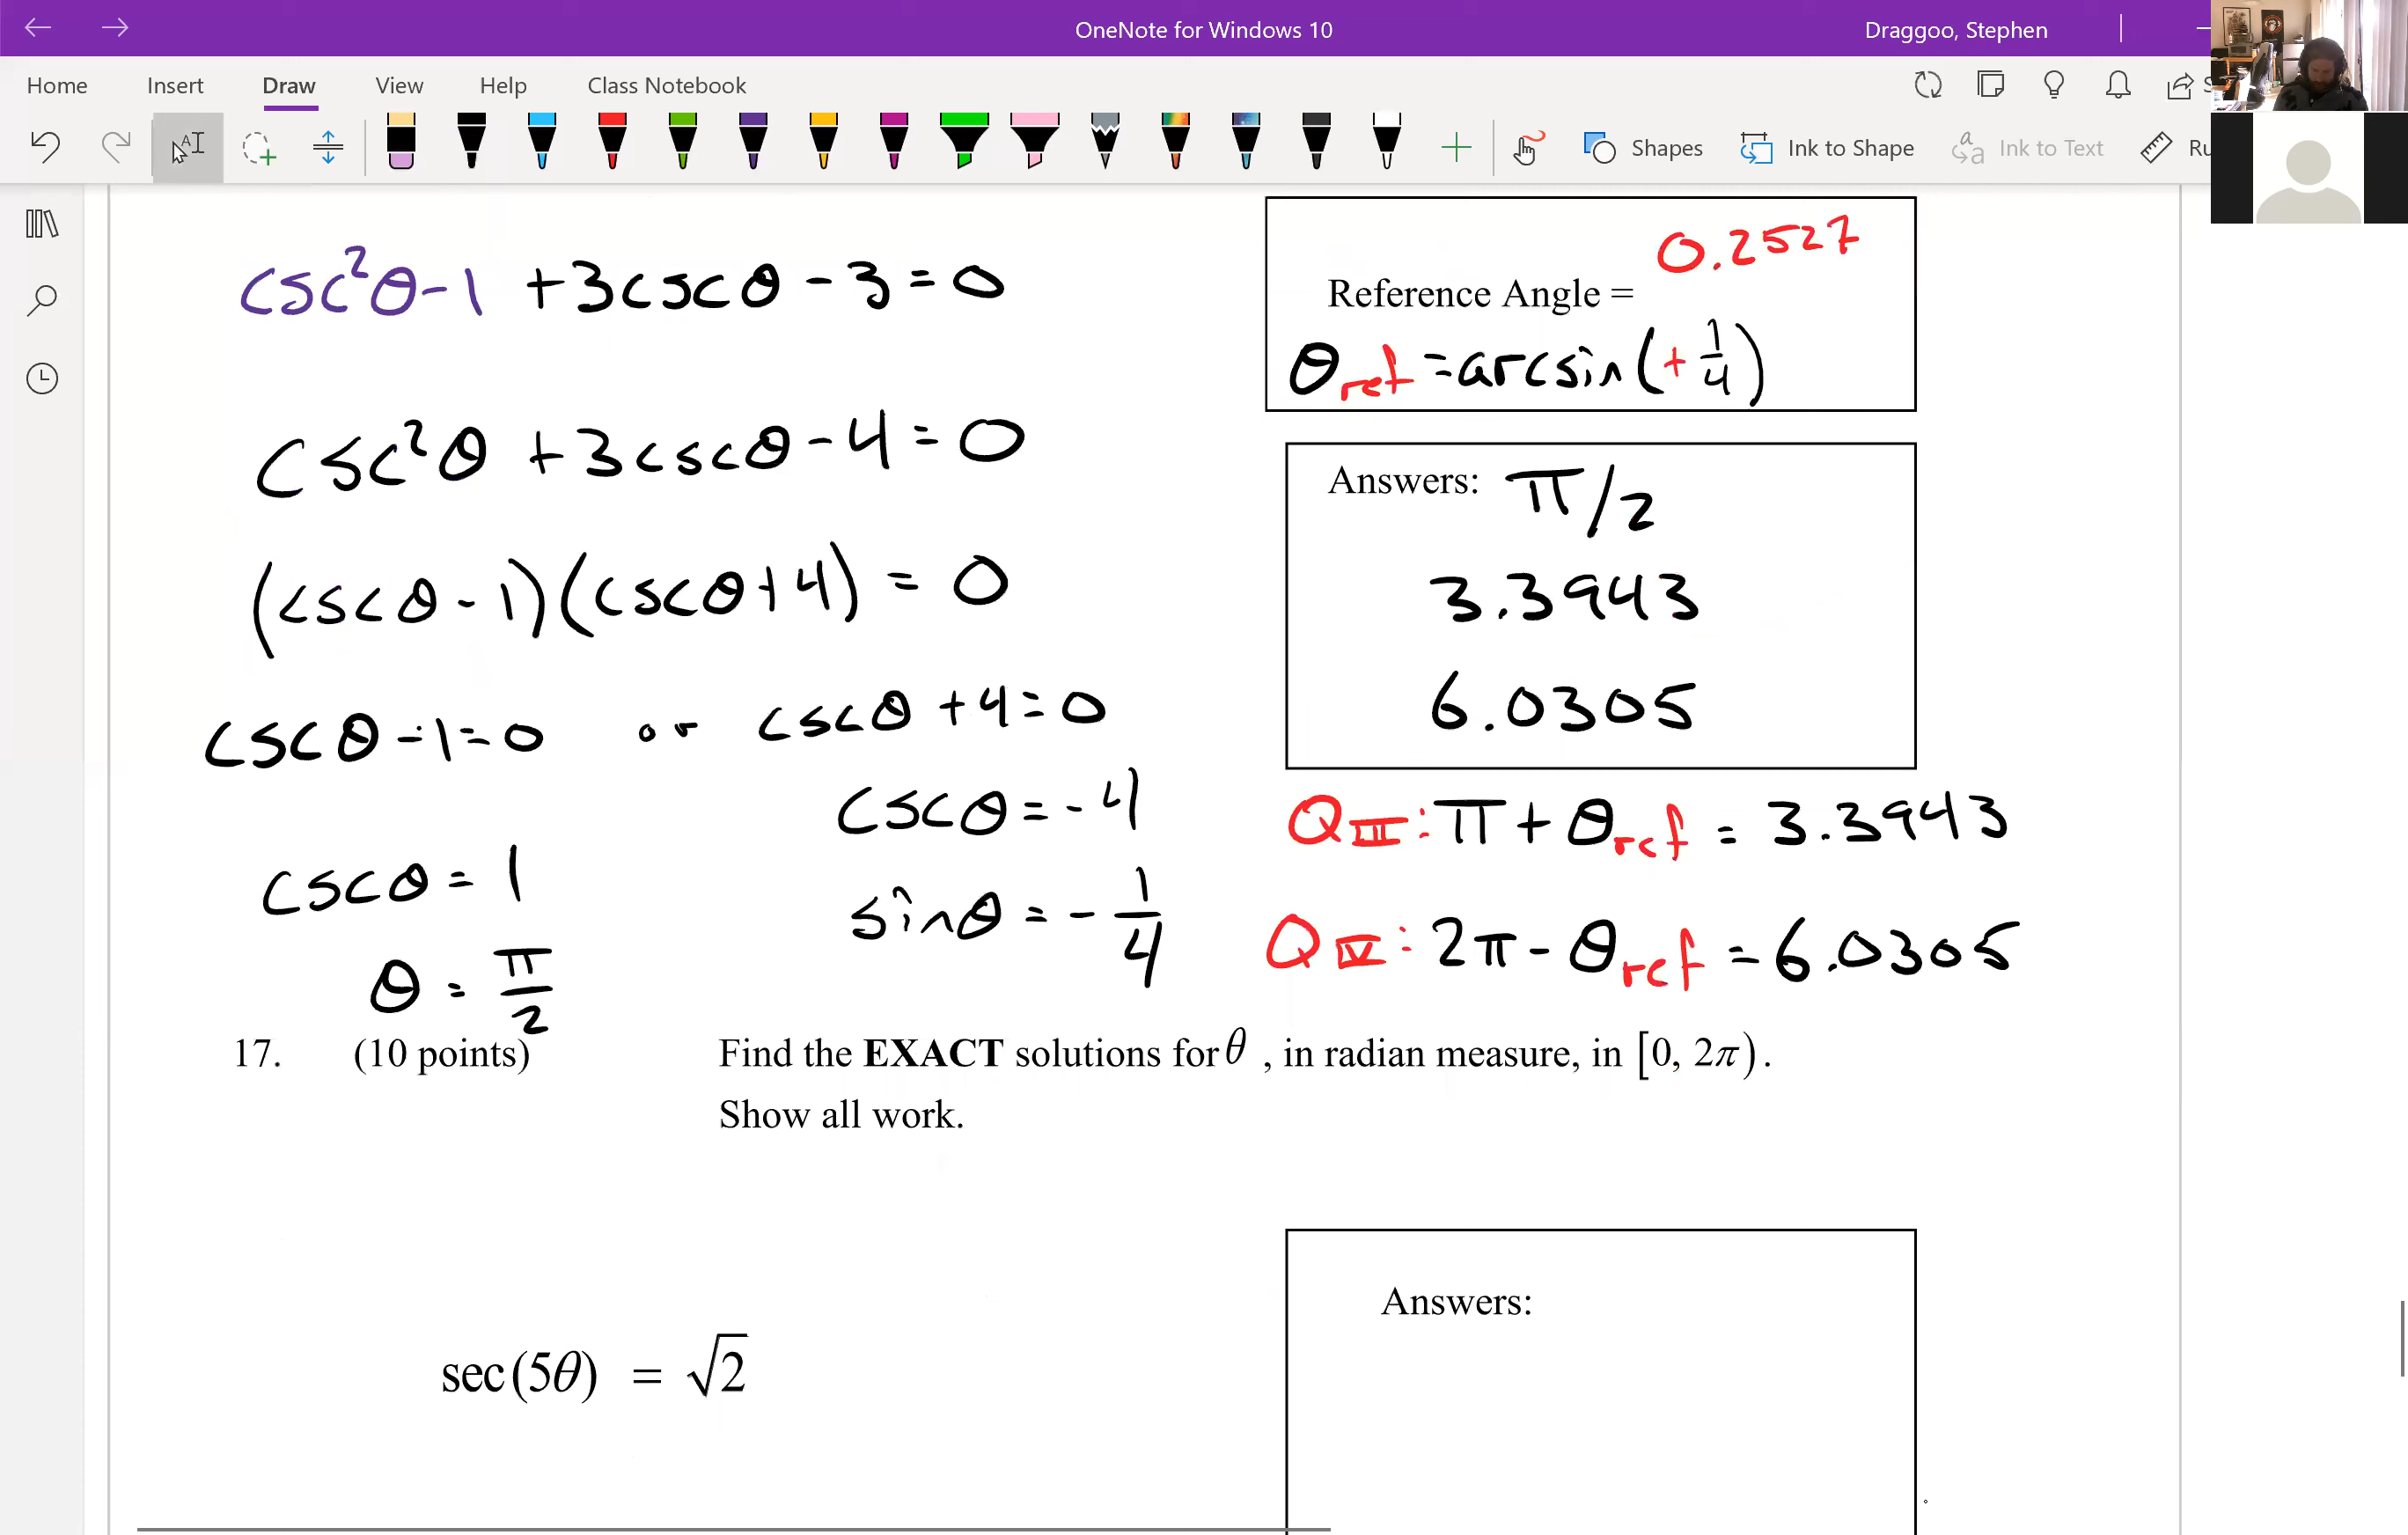 OneNote for Windows 10
Draggoo, Stephen
Home Insert Draw View Help Class Notebook
Shapes Ink to Shape Ink to Text
csc²θ-1 +3cscθ-3=0
0.2527
Reference Angle =
θref = arcsin(+1/4)
csc²θ +3cscθ-4=0
(cscθ-1)(cscθ+4) = 0
cscθ-1=0 or cscθ+4=0
cscθ=-4
cscθ=1
sinθ = -1/4
θ = π/2
Answers: π/2
3.3943
6.0305
QIII: π+θref = 3.3943
QIV: 2π-θref = 6.0305
17. (10 points) Find the EXACT solutions for θ , in radian measure, in [0, 2π).
Show all work.
Answers:
sec(5θ) = √2